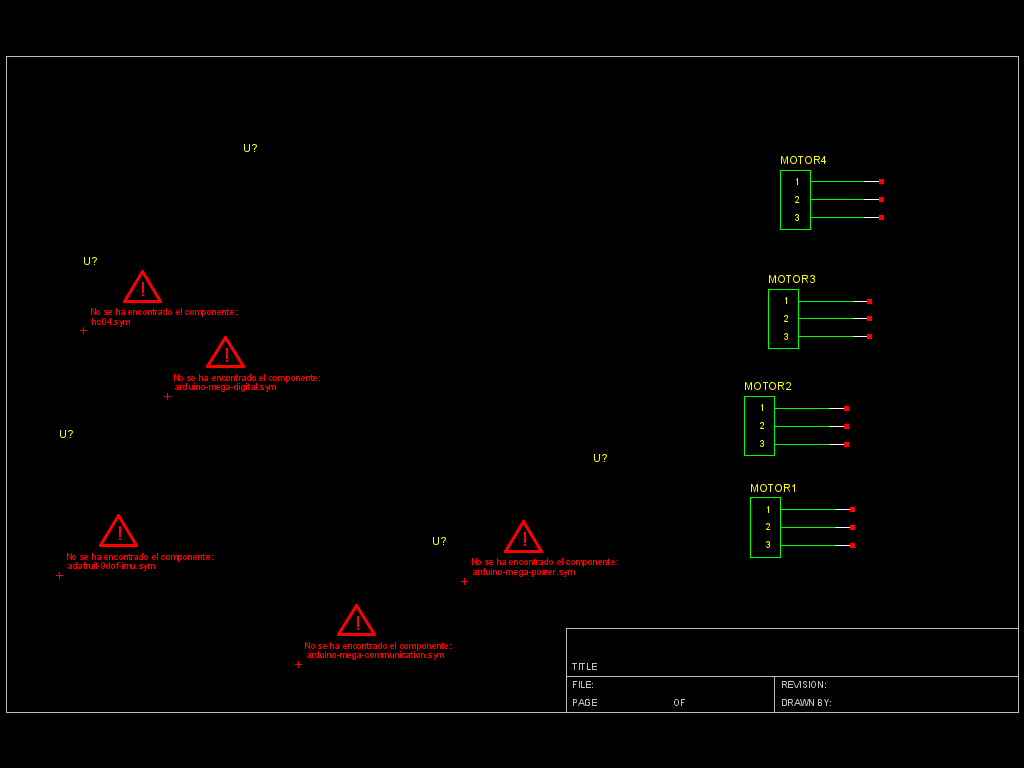 U?
MOTOR4
1
2
3
U?
No se ha encontrado el componente:
hc04.sym
MOTOR3
1
2
3
No se ha encontrado el componente:
arduino-mega-digital.sym
MOTOR2
1
2
3
U?
U?
MOTOR1
1
2
3
No se ha encontrado el componente:
adafruit-9dof-imu.sym
U?
No se ha encontrado el componente:
arduino-mega-power.sym
No se ha encontrado el componente:
arduino-mega-communication.sym
TITLE
FILE:
REVISION:
PAGE OF
DRAWN BY: